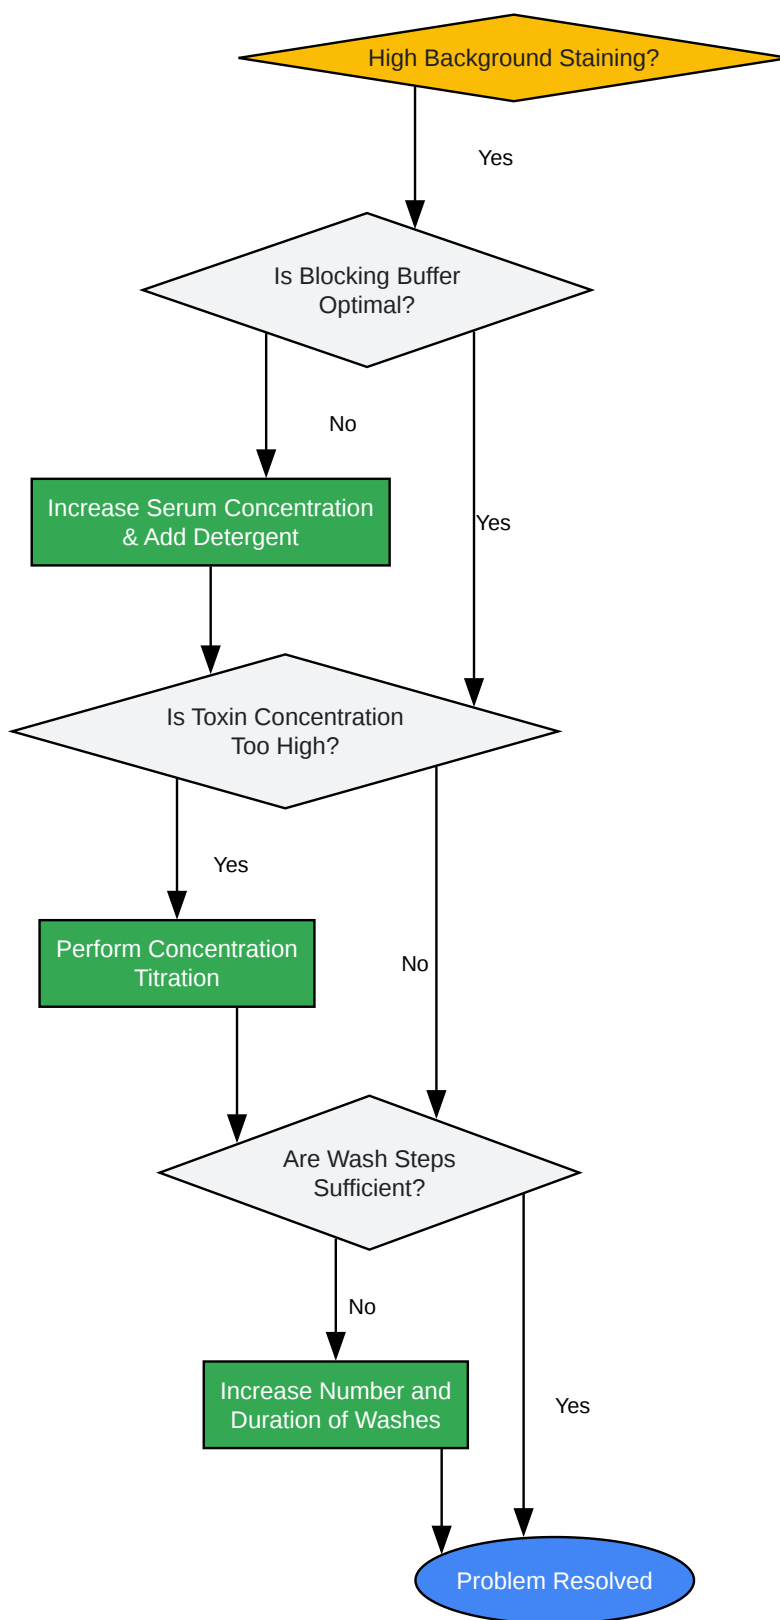 High Background Staining?
Yes
Is Blocking Buffer
Optimal?
No
Increase Serum Concentration
& Add Detergent
Yes
Is Toxin Concentration
Too High?
Yes
Perform Concentration
Titration
No
Are Wash Steps
Sufficient?
No
Increase Number and
Duration of Washes
Yes
Problem Resolved